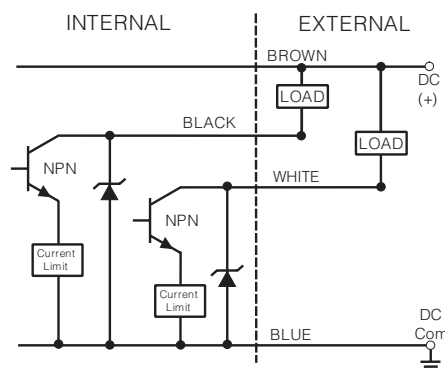 INTERNAL
EXTERNAL
BROWN
DC
(+)
LOAD
BLACK
LOAD
NPN
WHITE
NPN
Current
Limit
Current
Limit
BLUE
DC
Com